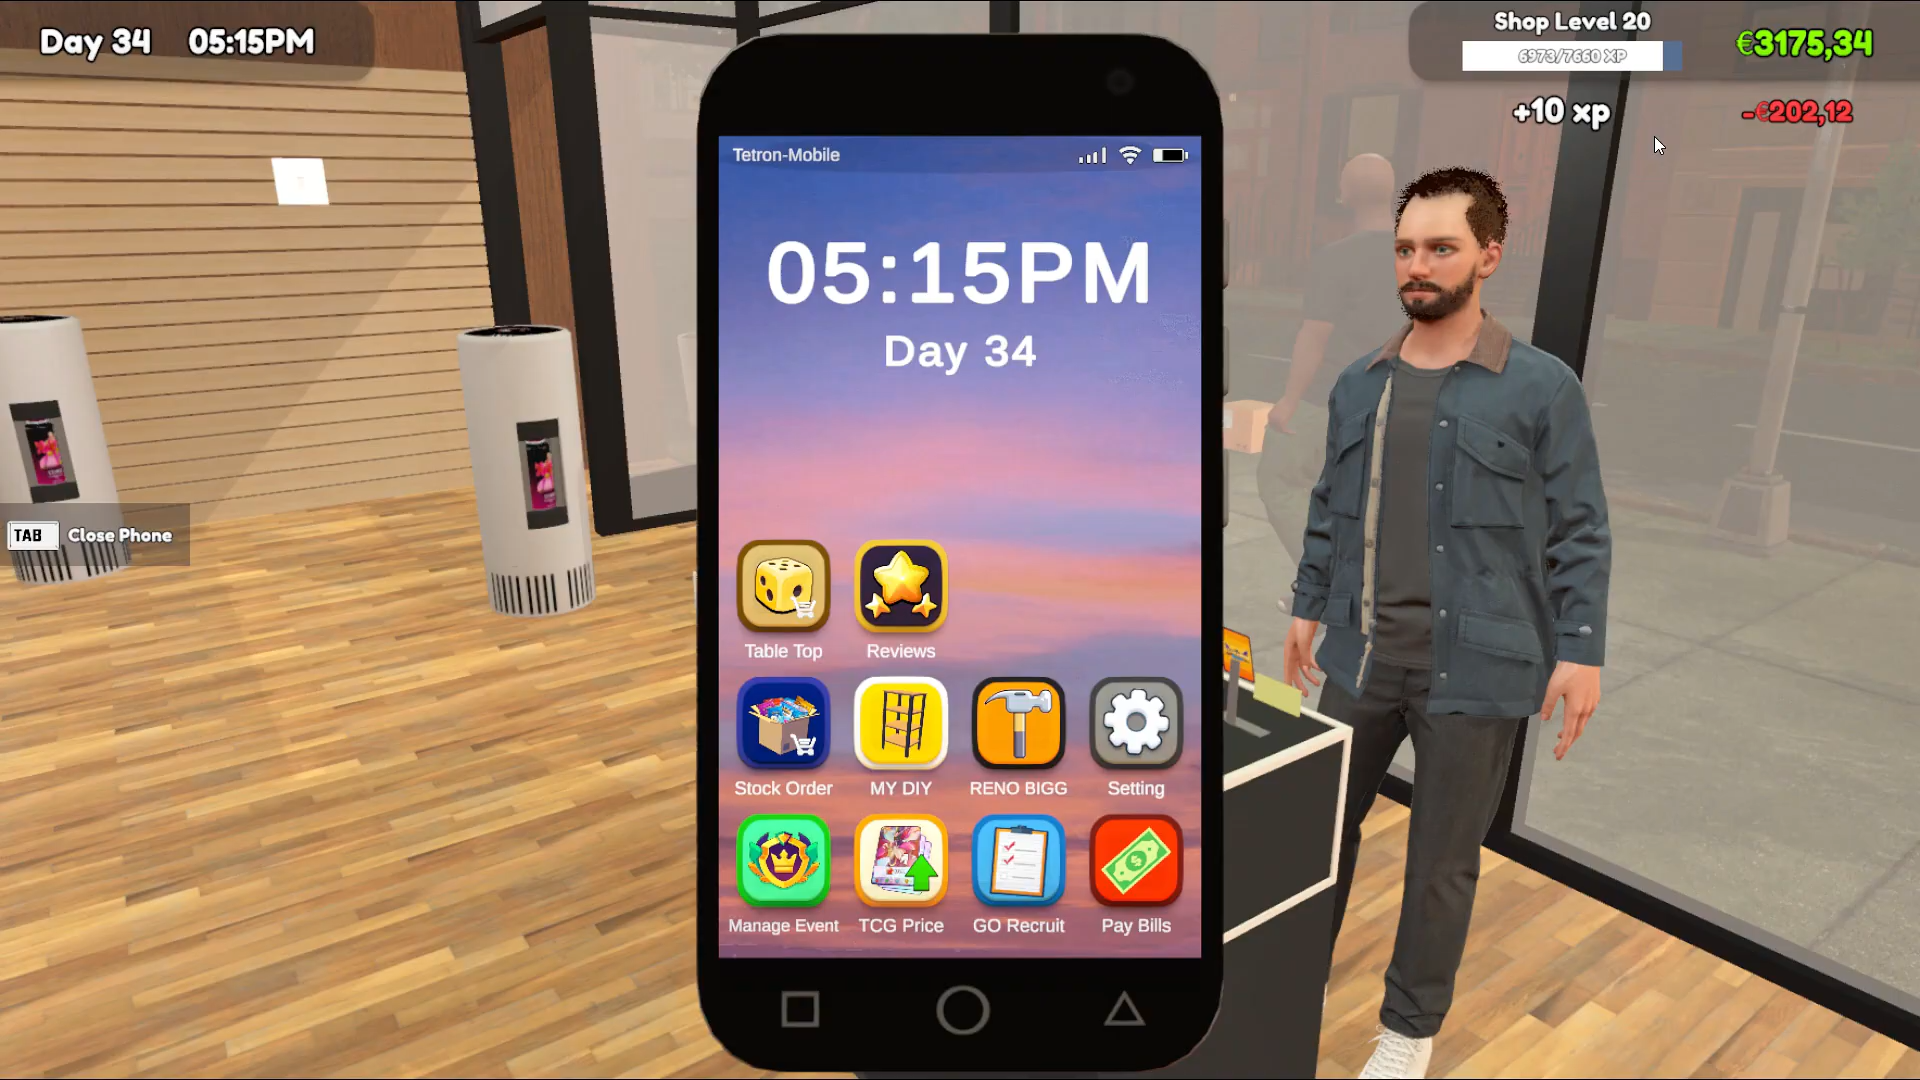 Day 34 05:15PM
Shop Level 20
6973/7660 XP
€3175,34
+10 xp
-€202,12
Tetron-Mobile
05:15PM
Day 34
TAB Close Phone
Table Top
Reviews
Stock Order
MY DIY
RENO BIGG
Setting
Manage Event
TCG Price
GO Recruit
Pay Bills